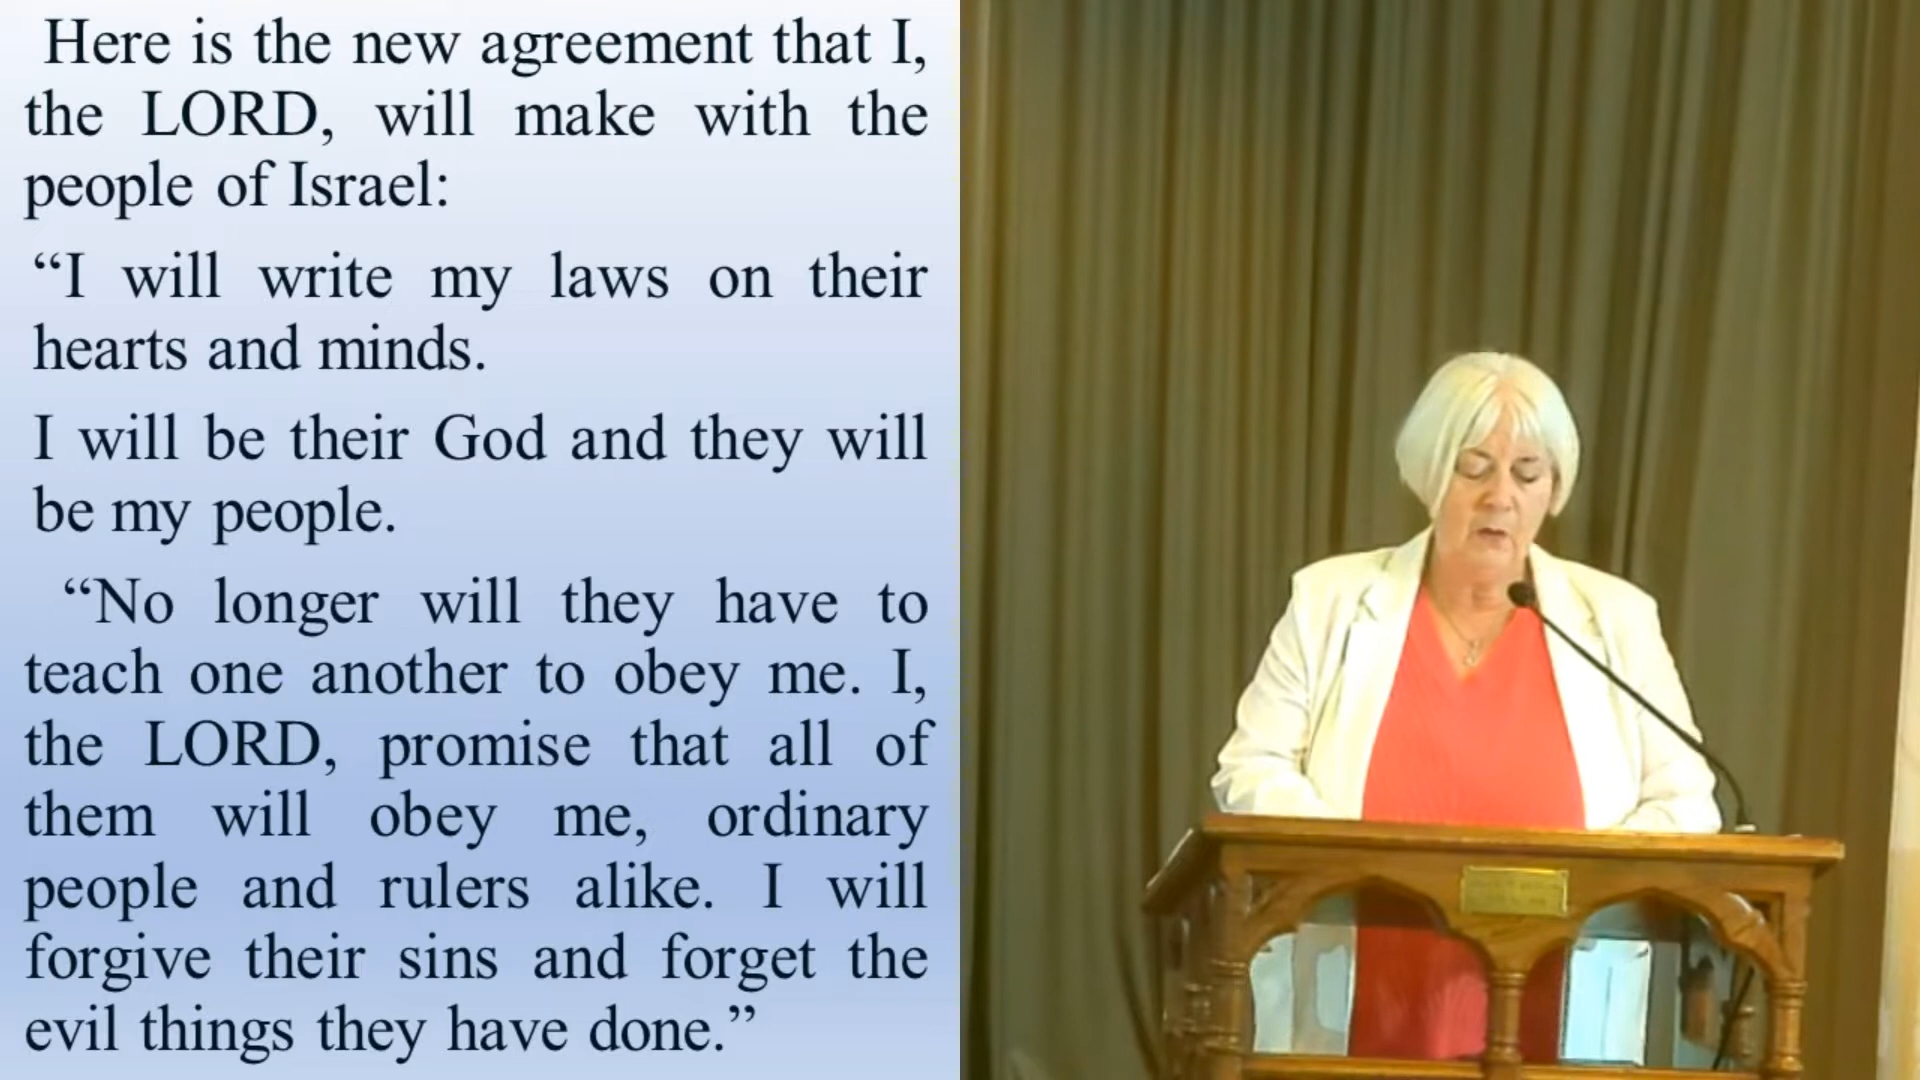 Here is the new agreement that I,
the LORD, will make with the
people of Israel:
“I will write my laws on their
hearts and minds.
I will be their God and they will
be my people.
“No longer will they have to
teach one another to obey me. I,
the LORD, promise that all of
them will obey me, ordinary
people and rulers alike. I will
forgive their sins and forget the
evil things they have done.”